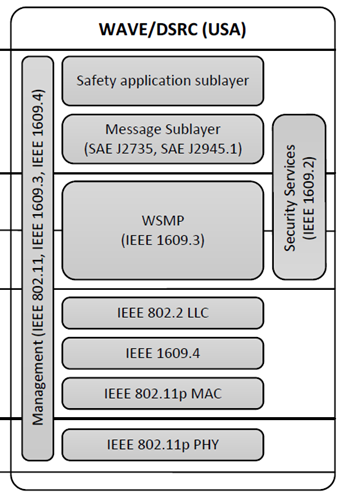 WAVE/DSRC (USA)
Management (IEEE 802.11, IEEE 1609.3, IEEE 1609.4)
Safety application sublayer
Message Sublayer
(SAE J2735, SAE J2945.1)
Security Services
(IEEE 1609.2)
WSMP
(IEEE 1609.3)
IEEE 802.2 LLC
IEEE 1609.4
IEEE 802.11p MAC
IEEE 802.11p PHY